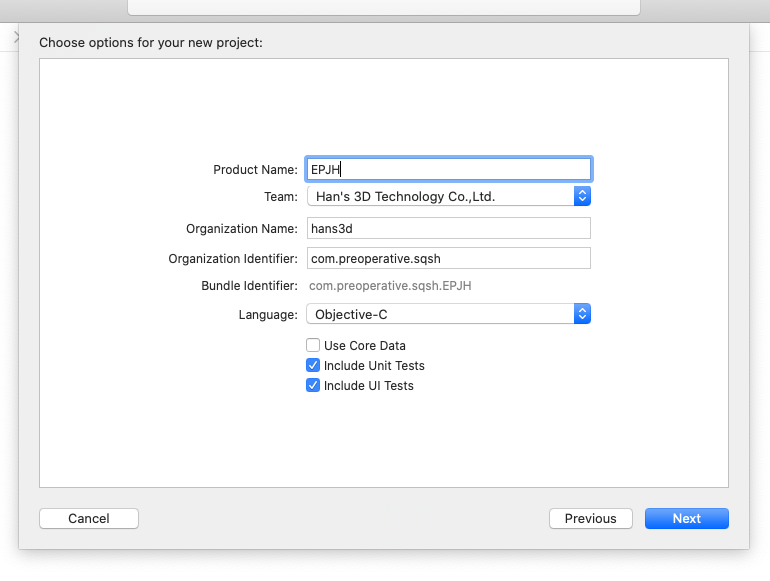 Choose options for your new project:
Product Name: EPJH
Team: Han's 3D Technology Co.,Ltd.
Organization Name: hans3d
Organization Identifier: com.preoperative.sqsh
Bundle Identifier: com.preoperative.sqsh.EPJH
Language: Objective-C
Use Core Data
Include Unit Tests
Include UI Tests
Cancel Previous Next